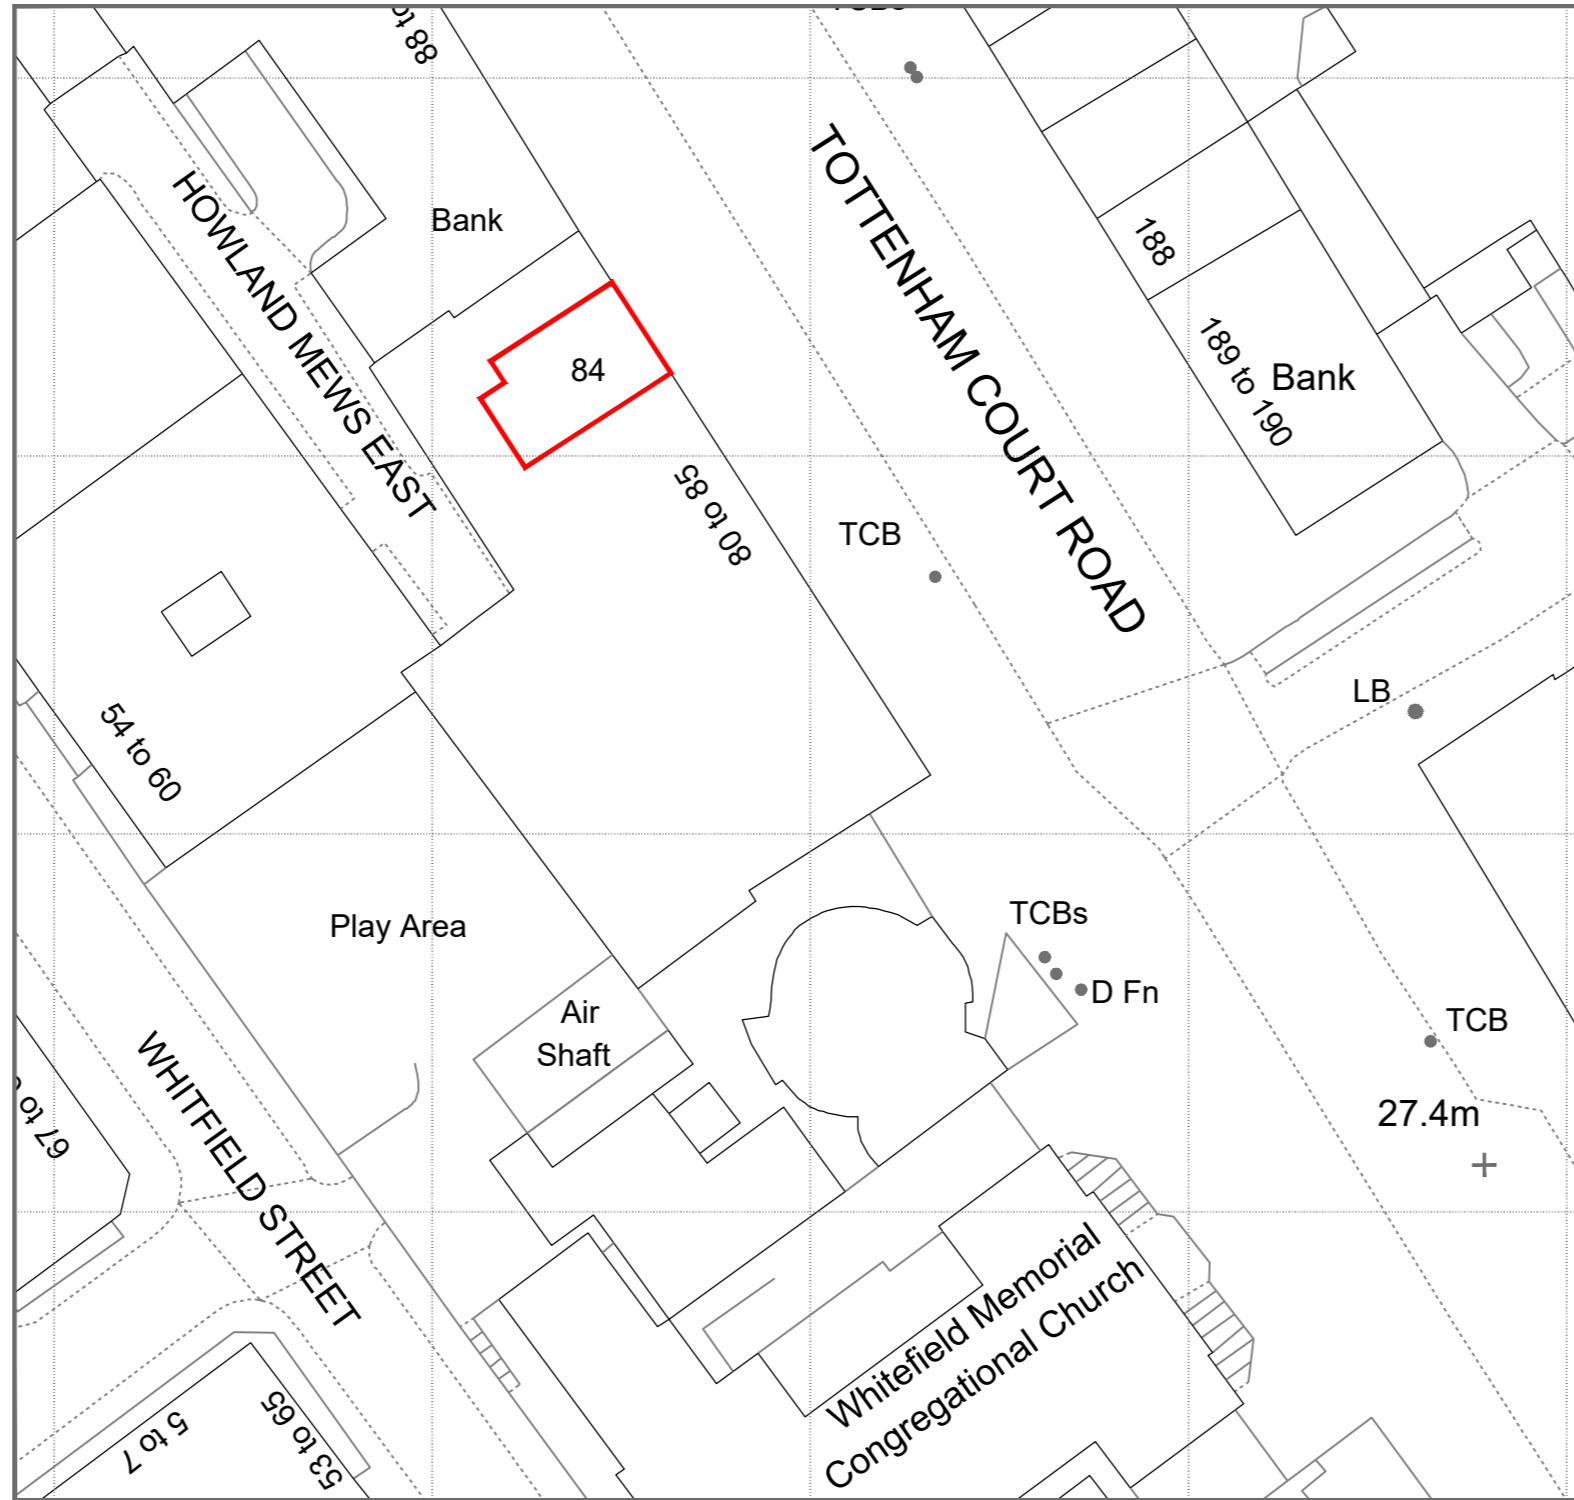 to 88
TOTTENHAM COURT ROAD
HOWLAND MEWS EAST
Bank
188
84
189 to 190
Bank
80 to 85
TCB
LB
54 to 60
TCBs
Play Area
D Fn
Air
Shaft
TCB
WHITFIELD STREET
67 to
27.4m
Whitefield Memorial
Congregational Church
5 to 7
53 to 65